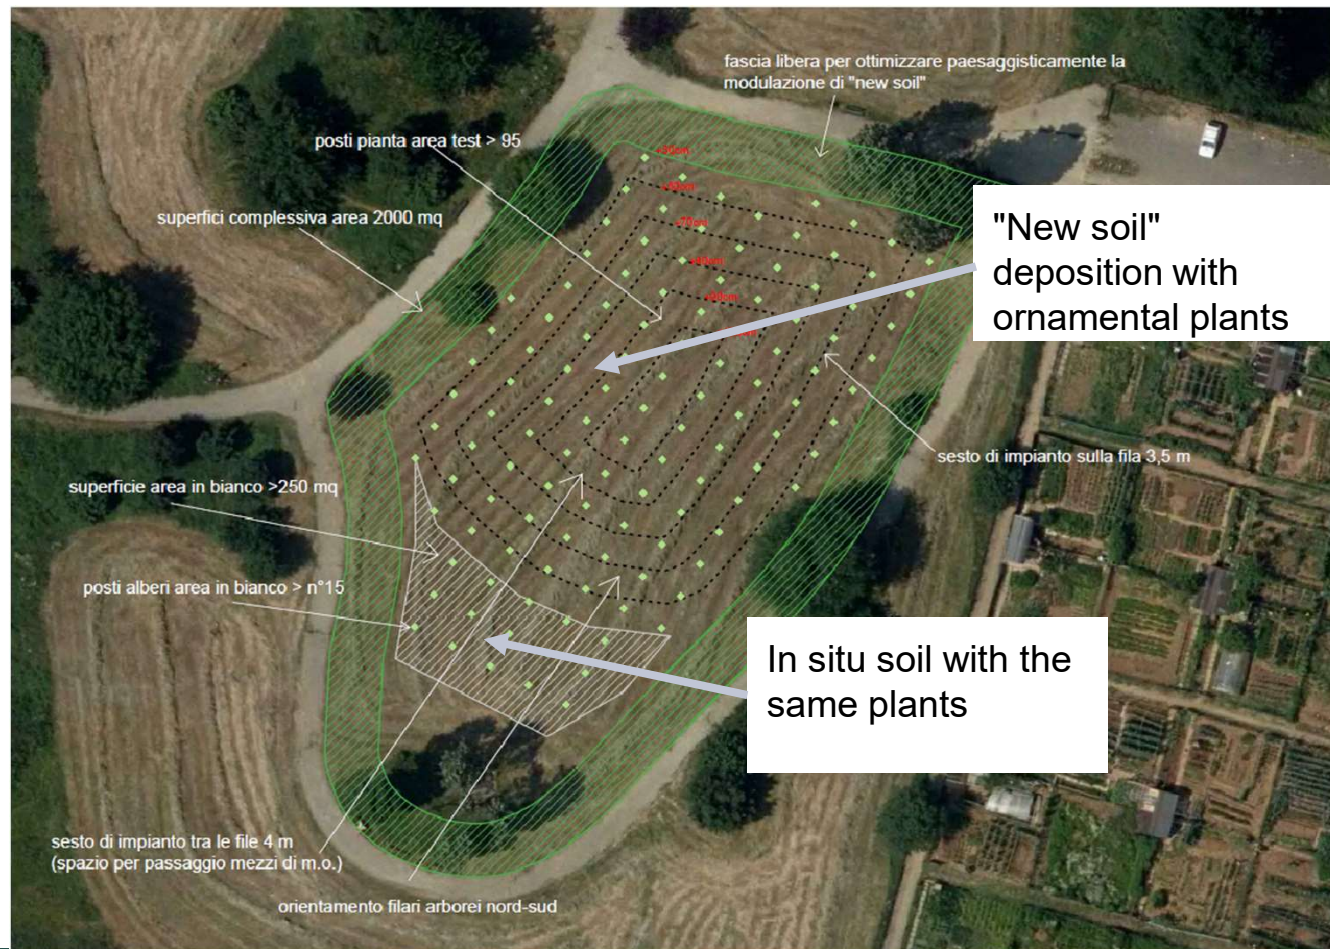 fascia libera per ottimizzare paesaggisticamente la
modulazione di "new soil"
posti pianta area test > 95
superfici complessiva area 2000 mq
"New soil"
deposition with
ornamental plants
+70cm
sesto di impianto sulla fila 3,5 m
superficie area in bianco >250 mq
posti alberi area in bianco > n°15
In situ soil with the
same plants
sesto di impianto tra le file 4 m
(spazio per passaggio mezzi di m.o.)
orientamento filari arborei nord-sud